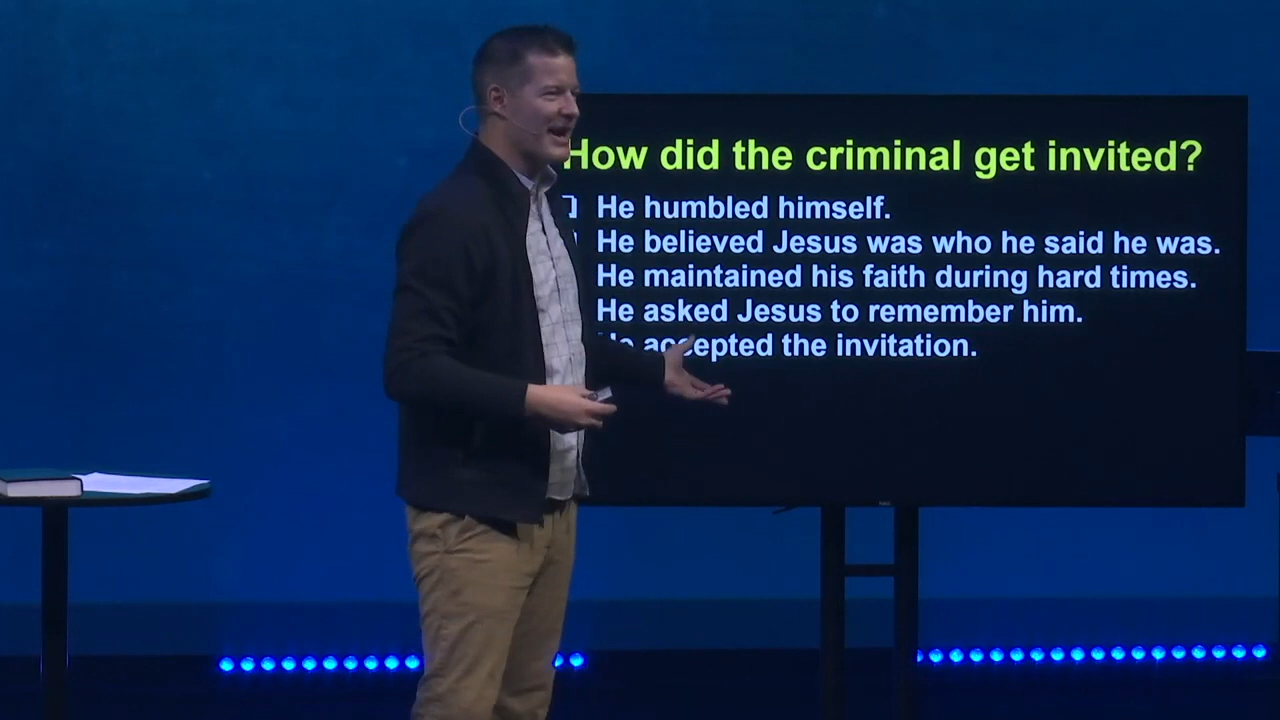 How did the criminal get invited?
He humbled himself.
He believed Jesus was who he said he was.
He maintained his faith during hard times.
He asked Jesus to remember him.
He accepted the invitation.